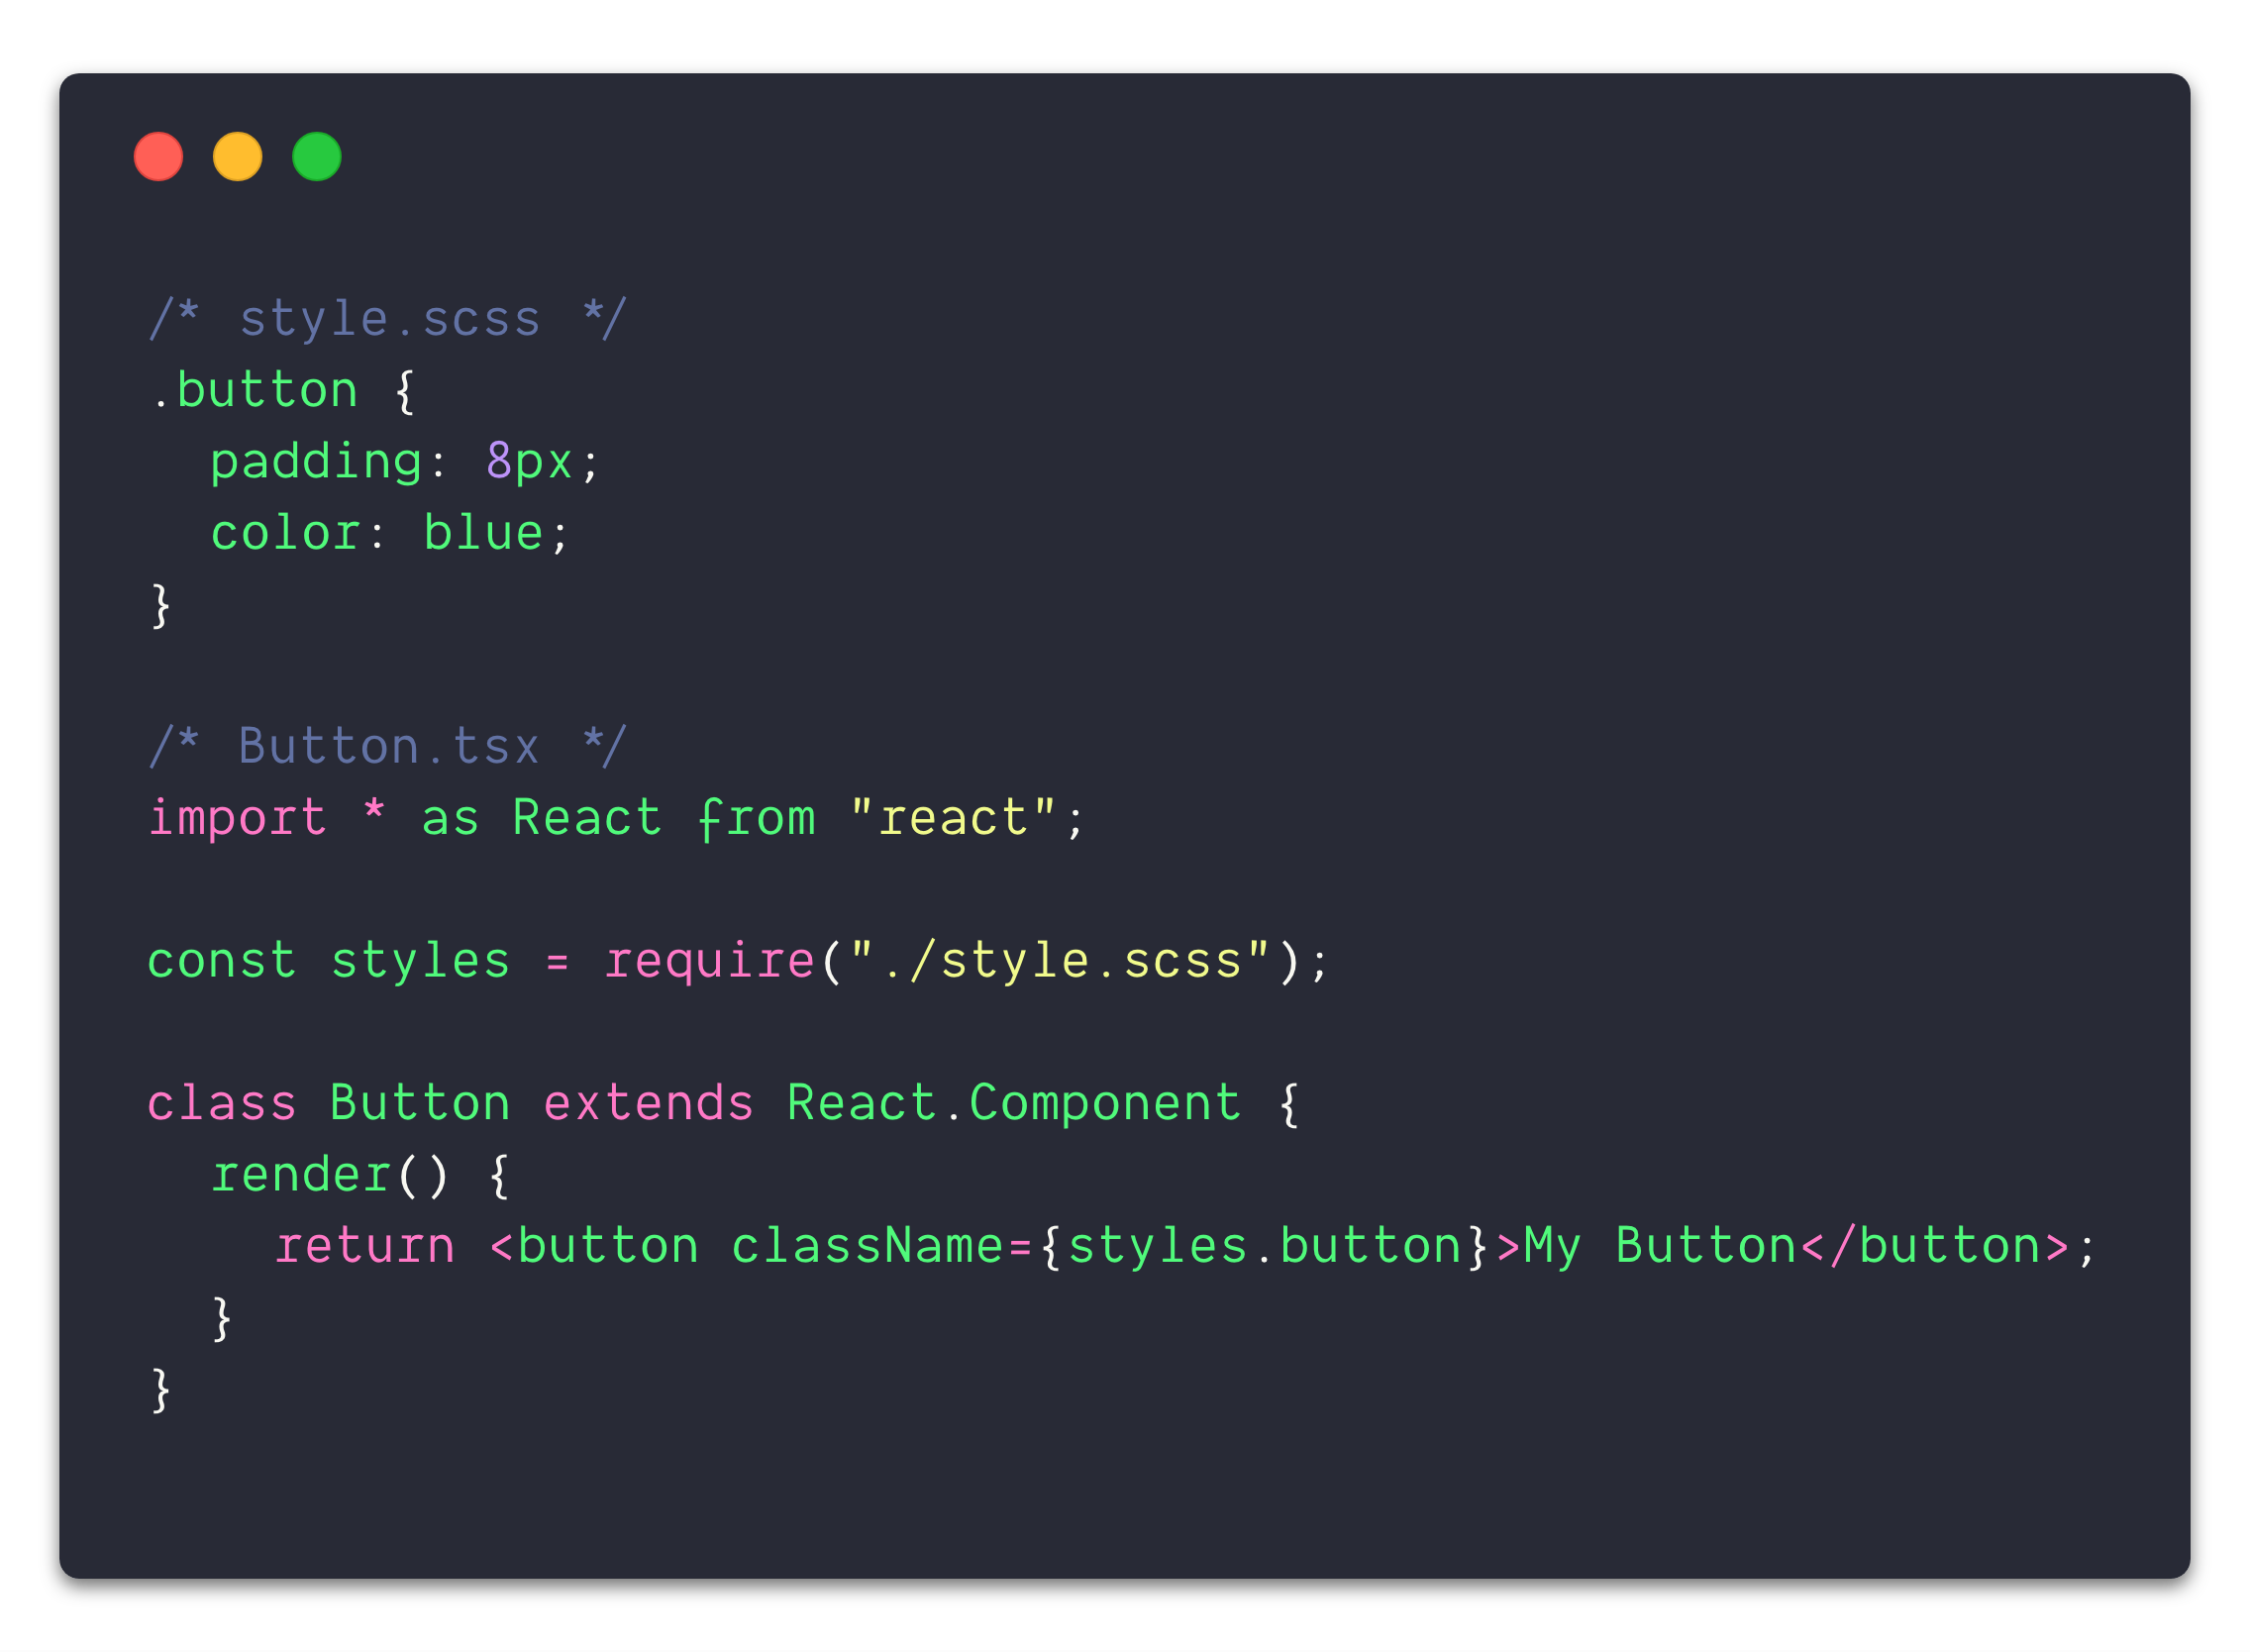 /* style.scss */
.button {
  padding: 8px;
  color: blue;
}
/* Button.tsx */
import * as React from "react";
const styles = require("./style.scss");
class Button extends React.Component {
  render() {
    return <button className={styles.button}>My Button</button>;
  }
}